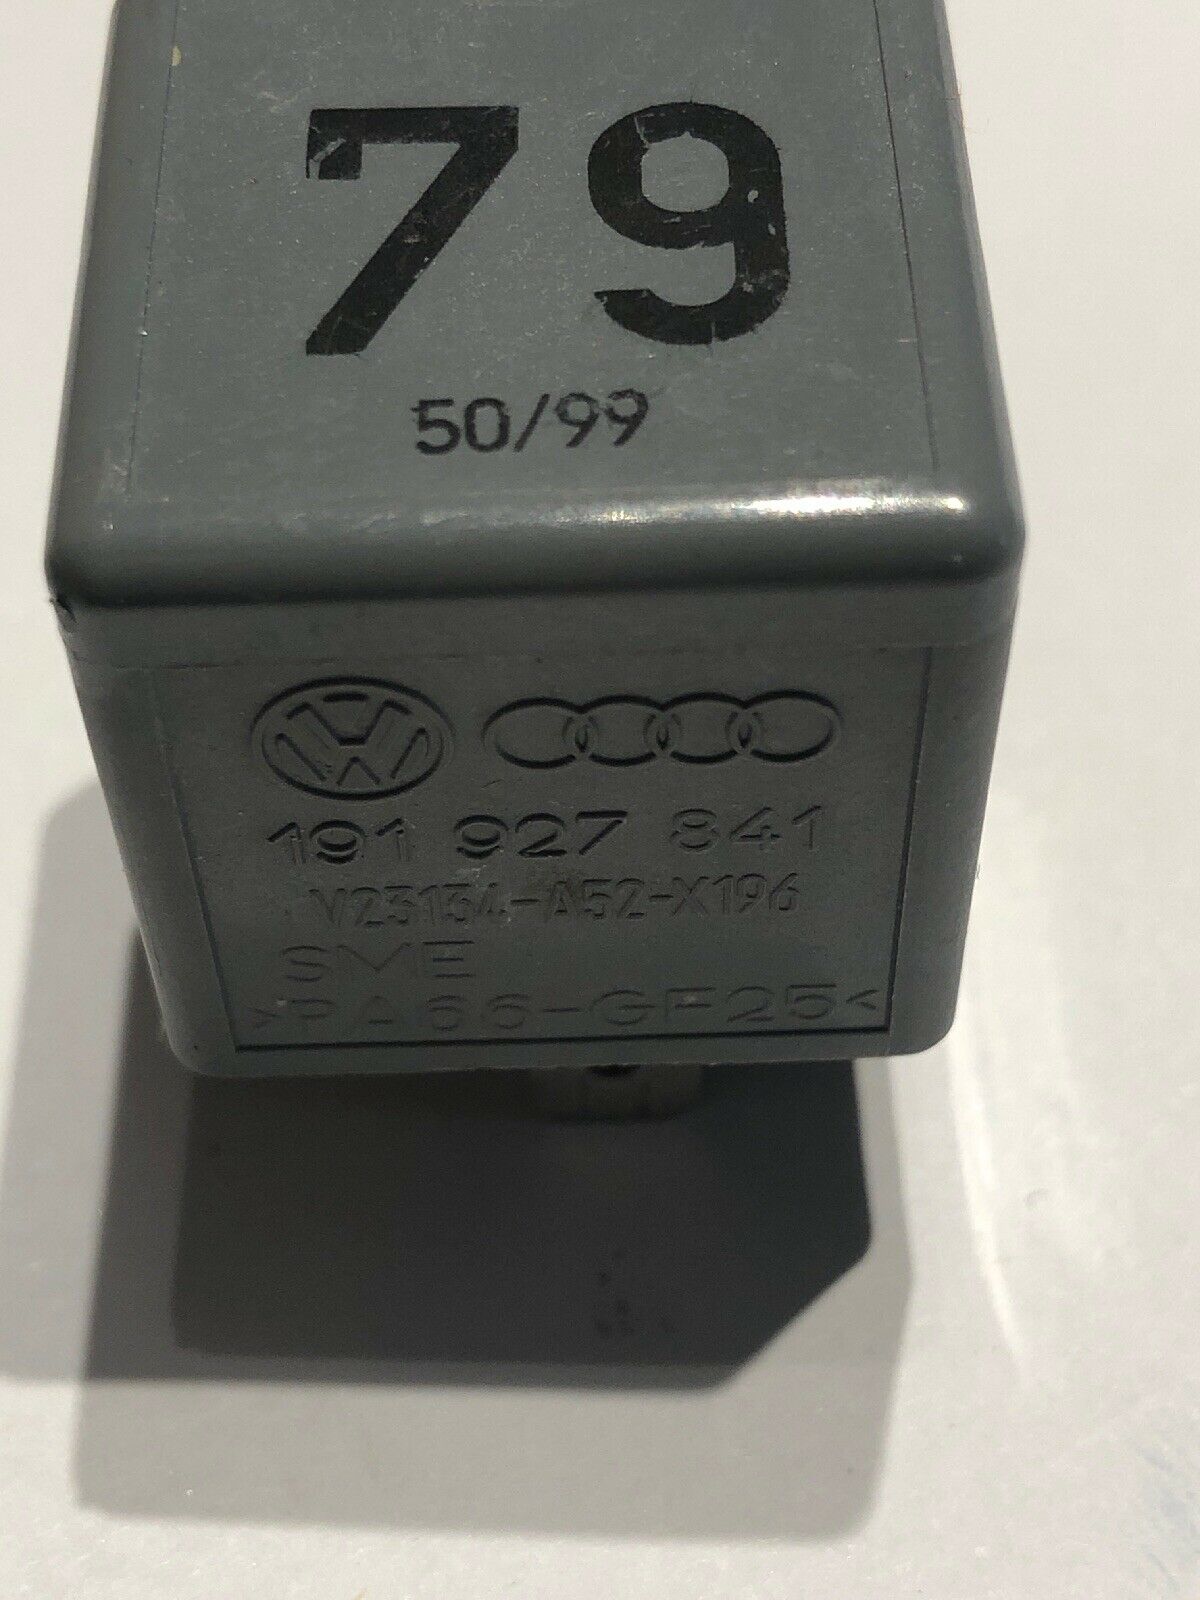 79
50/99
191 927 841
V23134-A52-X196
SVE
>PA66-GF25<